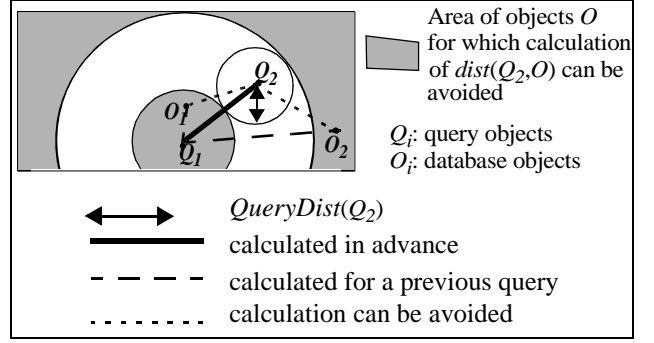 Q2
O1
Q1
O2
Area of objects O
for which calculation
of dist(Q2,O) can be
avoided
Qi: query objects
Oi: database objects
QueryDist(Q2)
calculated in advance
calculated for a previous query
calculation can be avoided